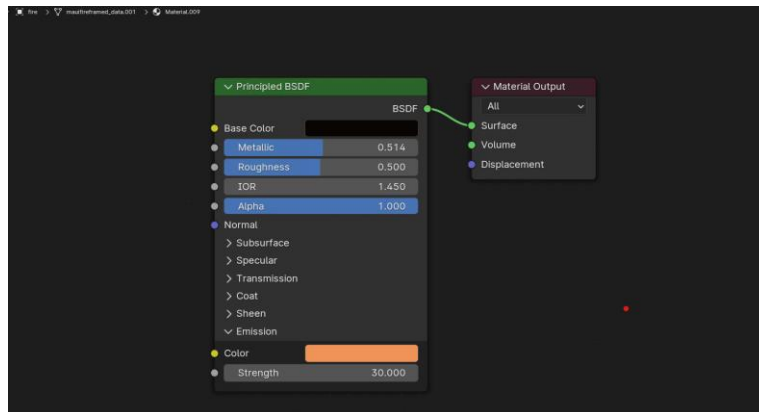 fire > maulfireframed_data.001 > Material.009
Principled BSDF
BSDF
Base Color
Metallic 0.514
Roughness 0.500
IOR 1.450
Alpha 1.000
Normal
Subsurface
Specular
Transmission
Coat
Sheen
Emission
Color
Strength 30.000
Material Output
All
Surface
Volume
Displacement